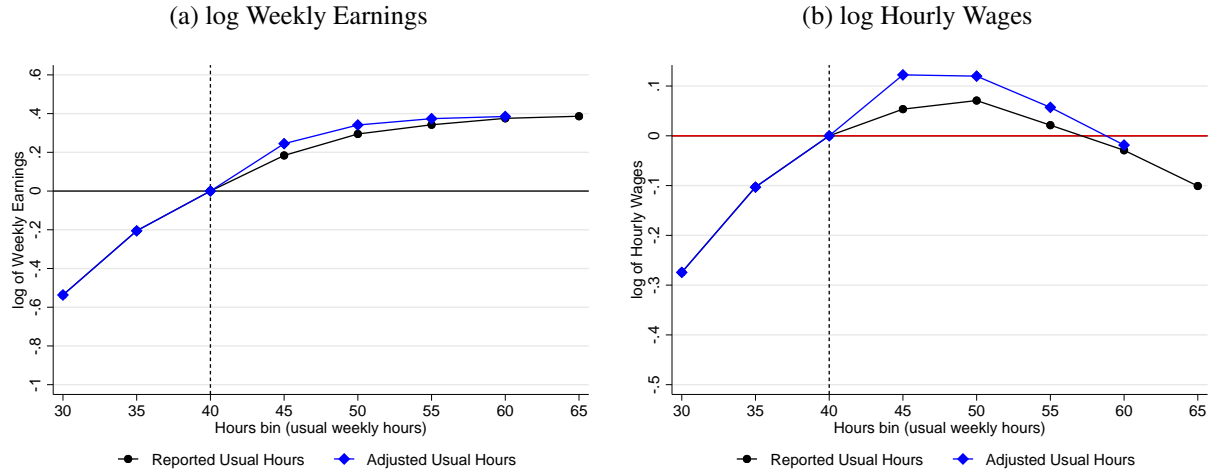 (a) log Weekly Earnings
log of Weekly Earnings
.6
.4
.2
0
-.2
-.4
-.6
-.8
-1
30 35 40 45 50 55 60 65
Hours bin (usual weekly hours)
Reported Usual Hours Adjusted Usual Hours
(b) log Hourly Wages
log of Hourly Wages
.1
0
-.1
-.2
-.3
-.4
-.5
30 35 40 45 50 55 60 65
Hours bin (usual weekly hours)
Reported Usual Hours Adjusted Usual Hours